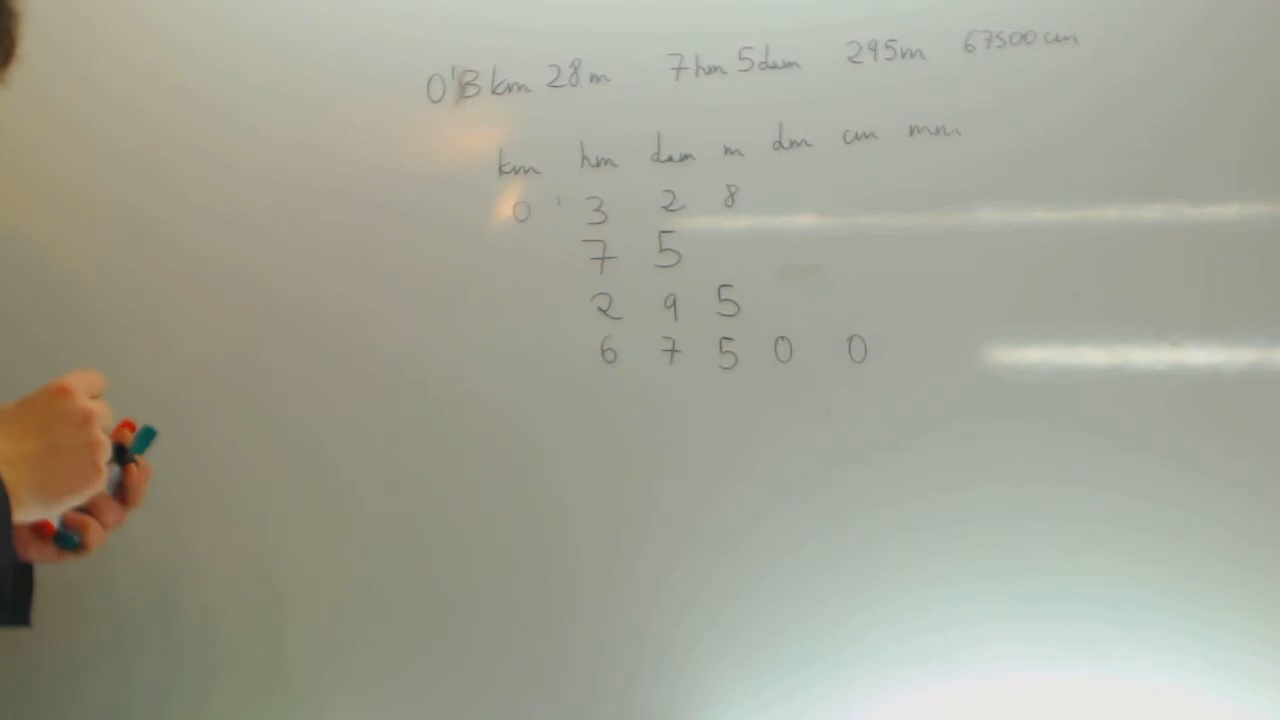 0'3 km 28 m 7 hm 5 dam 295 m 67500 cm
km hm dam m dm cm mm
0 ' 3 2 8
7 5
2 9 5
6 7 5 0 0